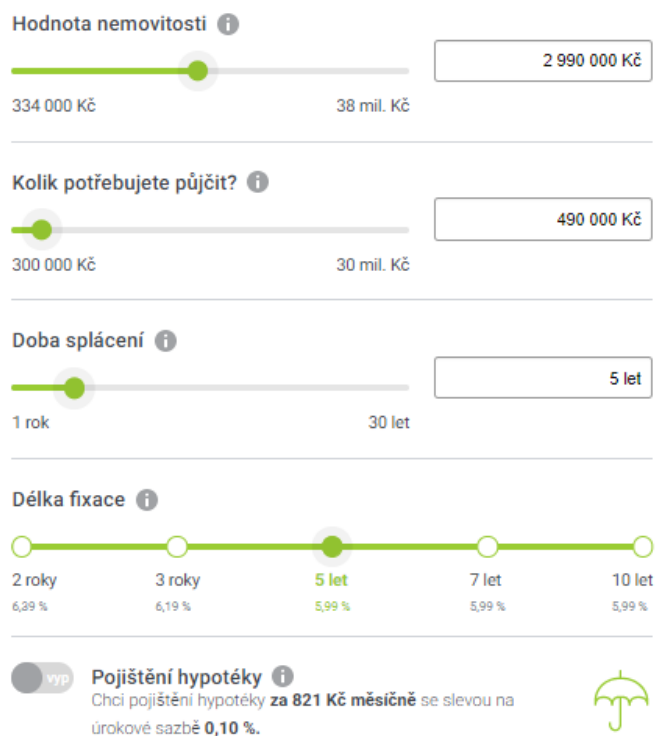 Hodnota nemovitosti i
2 990 000 Kč
334 000 Kč 38 mil. Kč
Kolik potřebujete půjčit? i
490 000 Kč
300 000 Kč 30 mil. Kč
Doba splácení i
5 let
1 rok 30 let
Délka fixace i
2 roky 3 roky 5 let 7 let 10 let
6,39 % 6,19 % 5,99 % 5,99 % 5,99 %
vyp Pojištění hypotéky i
Chci pojištění hypotéky za 821 Kč měsíčně se slevou na
úrokové sazbě 0,10 %.